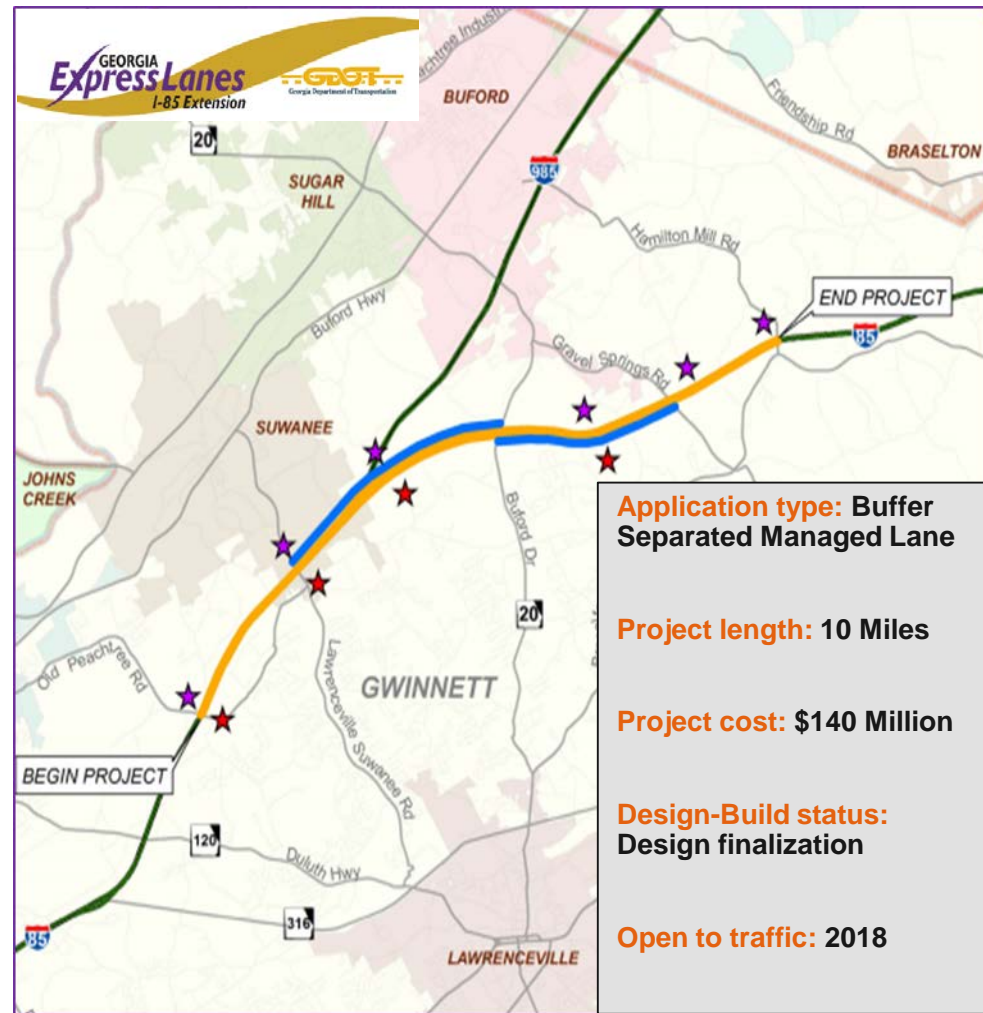 GEORGIA
Express Lanes
I-85 Extension
GDOT
Georgia Department of Transportation
Peachtree Industri
BUFORD
Friendship Rd
BRASELTON
20
SUGAR
HILL
985
Hamilton Mill Rd
Buford Hwy
END PROJECT
85
Gravel Springs Rd
SUWANEE
JOHNS
CREEK
Buford Dr
20
Old Peachtree Rd
Lawrenceville Suwanee Rd
GWINNETT
BEGIN PROJECT
120
Duluth Hwy
316
85
LAWRENCEVILLE
Application type: Buffer
Separated Managed Lane
Project length: 10 Miles
Project cost: $140 Million
Design-Build status:
Design finalization
Open to traffic: 2018